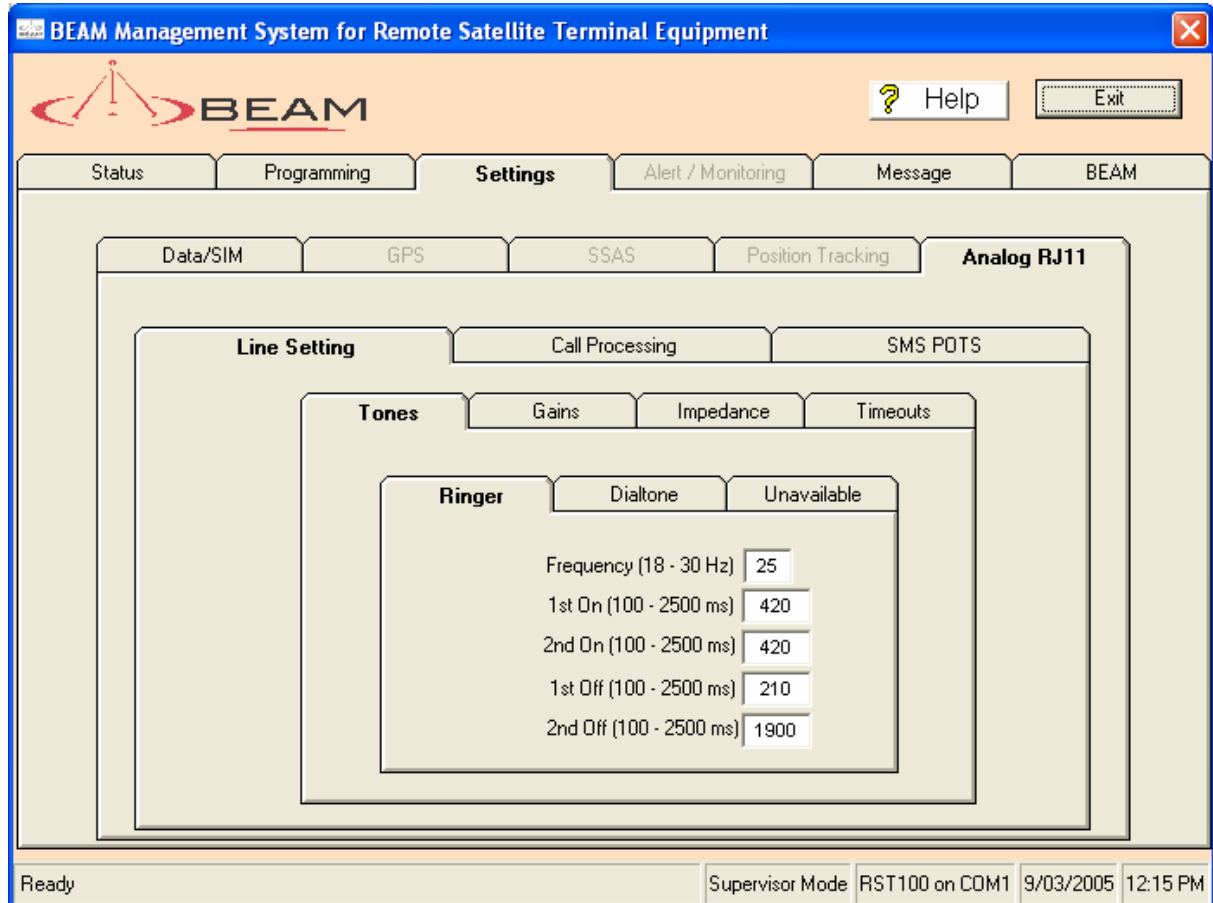 BEAM Management System for Remote Satellite Terminal Equipment
BEAM
? Help Exit
Status Programming Settings Alert / Monitoring Message BEAM
Data/SIM GPS SSAS Position Tracking Analog RJ11
Line Setting Call Processing SMS POTS
Tones Gains Impedance Timeouts
Ringer Dialtone Unavailable
Frequency (18 - 30 Hz) 25
1st On (100 - 2500 ms) 420
2nd On (100 - 2500 ms) 420
1st Off (100 - 2500 ms) 210
2nd Off (100 - 2500 ms) 1900
Ready Supervisor Mode RST100 on COM1 9/03/2005 12:15 PM